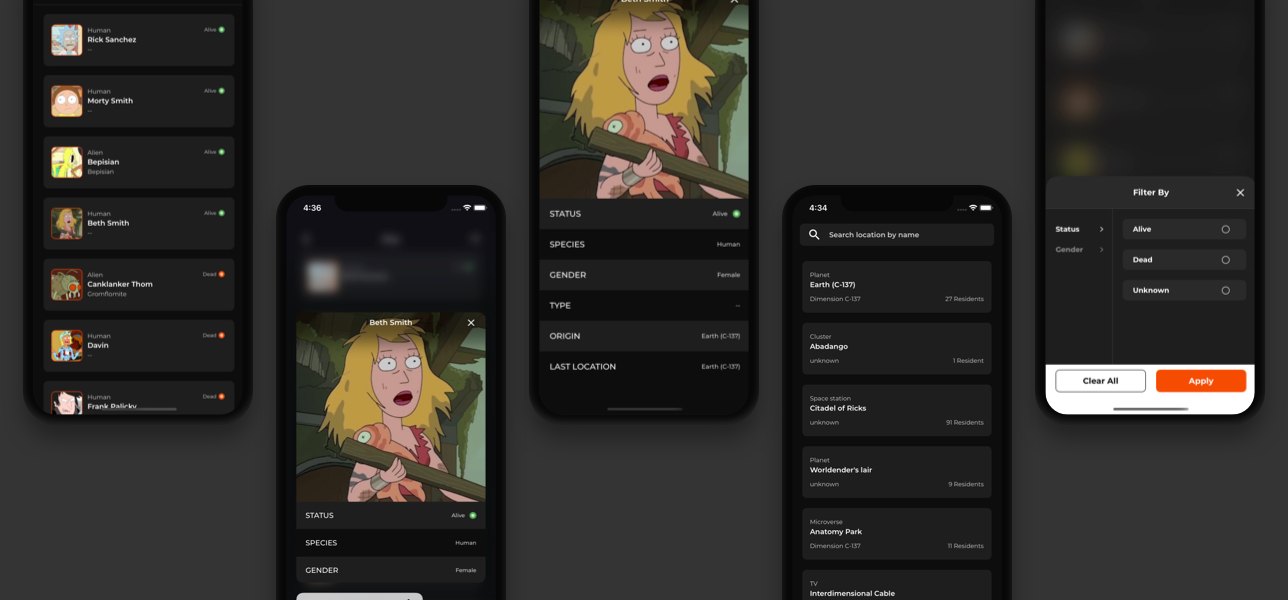 Human
Rick Sanchez
--
Alive
Human
Morty Smith
--
Alive
Alien
Bepisian
Bepisian
Alive
Human
Beth Smith
--
Alive
Alien
Canklanker Thom
Gromflomite
Dead
Human
Davin
--
Dead
Human
Frank Palicky
Dead
4:36
Beth Smith
STATUS
Alive
SPECIES
Human
GENDER
Female
Beth Smith
STATUS
Alive
SPECIES
Human
GENDER
Female
TYPE
--
ORIGIN
Earth (C-137)
LAST LOCATION
Earth (C-137)
4:34
Search location by name
Planet
Earth (C-137)
Dimension C-137
27 Residents
Cluster
Abadango
unknown
1 Resident
Space station
Citadel of Ricks
unknown
91 Residents
Planet
Worldender's lair
unknown
9 Residents
Microverse
Anatomy Park
Dimension C-137
11 Residents
TV
Interdimensional Cable
Filter By
Status
Gender
Alive
Dead
Unknown
Clear All
Apply